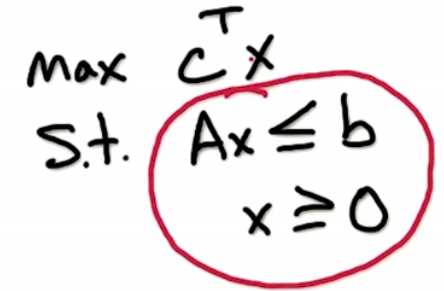 Max C^T x
S.t. Ax ≤ b
x ≥ 0